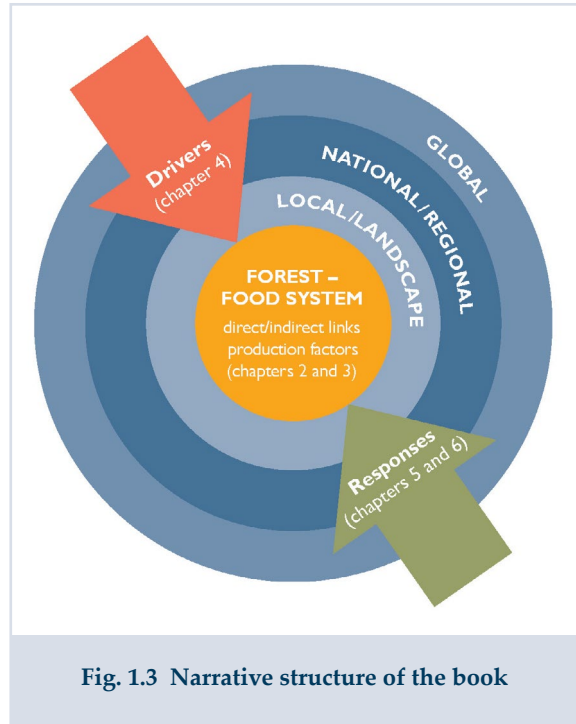 Drivers
(chapter 4)
GLOBAL
NATIONAL/REGIONAL
LOCAL/LANDSCAPE
FOREST –
FOOD SYSTEM
direct/indirect links
production factors
(chapters 2 and 3)
Responses
(chapters 5 and 6)
Fig. 1.3 Narrative structure of the book